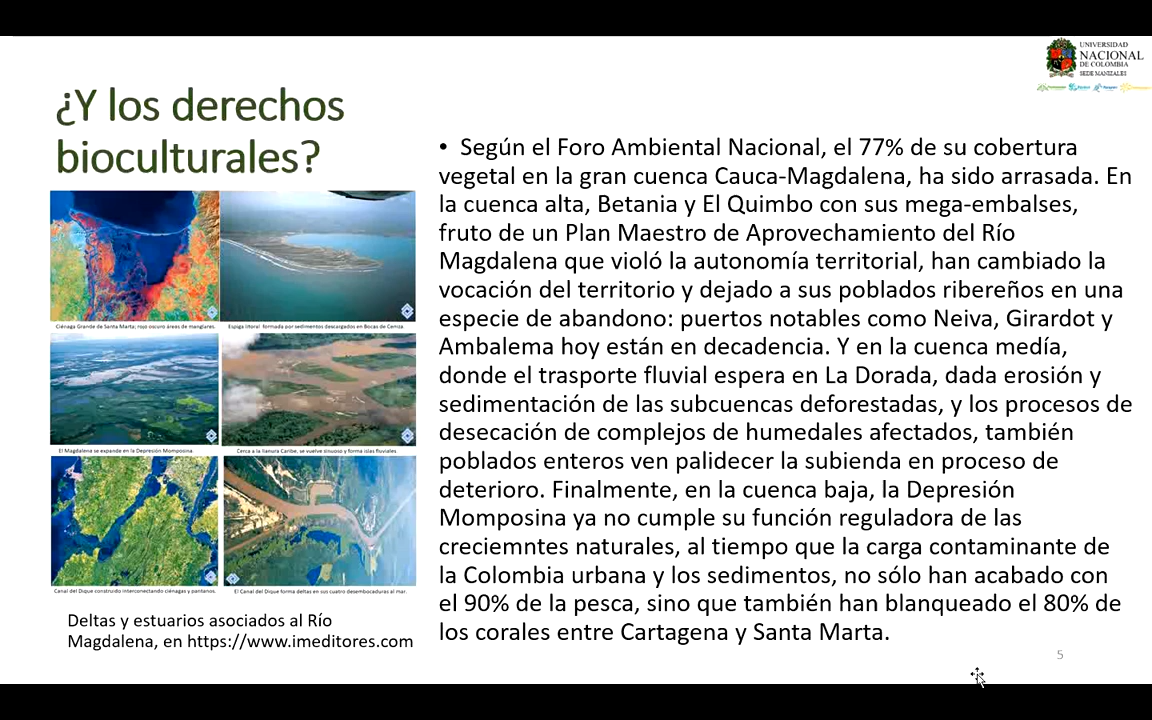 UNIVERSIDAD
NACIONAL
DE COLOMBIA
SEDE MANIZALES
¿Y los derechos
bioculturales?
• Según el Foro Ambiental Nacional, el 77% de su cobertura
vegetal en la gran cuenca Cauca-Magdalena, ha sido arrasada. En
la cuenca alta, Betania y El Quimbo con sus mega-embalses,
fruto de un Plan Maestro de Aprovechamiento del Río
Magdalena que violó la autonomía territorial, han cambiado la
vocación del territorio y dejado a sus poblados ribereños en una
especie de abandono: puertos notables como Neiva, Girardot y
Ambalema hoy están en decadencia. Y en la cuenca medía,
donde el trasporte fluvial espera en La Dorada, dada erosión y
sedimentación de las subcuencas deforestadas, y los procesos de
desecación de complejos de humedales afectados, también
poblados enteros ven palidecer la subienda en proceso de
deterioro. Finalmente, en la cuenca baja, la Depresión
Momposina ya no cumple su función reguladora de las
creciemntes naturales, al tiempo que la carga contaminante de
la Colombia urbana y los sedimentos, no sólo han acabado con
el 90% de la pesca, sino que también han blanqueado el 80% de
los corales entre Cartagena y Santa Marta.
Ciénaga Grande de Santa Marta; rojo oscuro áreas de manglares.
Espiga litoral formada por sedimentos descargados en Bocas de Ceniza
El Magdalena se expande en la Depresión Momposina
Cerca a la llanura Caribe, se vuelve sinuoso y forma islas fluviales
Canal del Dique construido interconectando ciénagas y pantanos.
El Canal del Dique forma deltas en sus cuatro desembocaduras al mar.
Deltas y estuarios asociados al Río
Magdalena, en https://www.imeditores.com
5